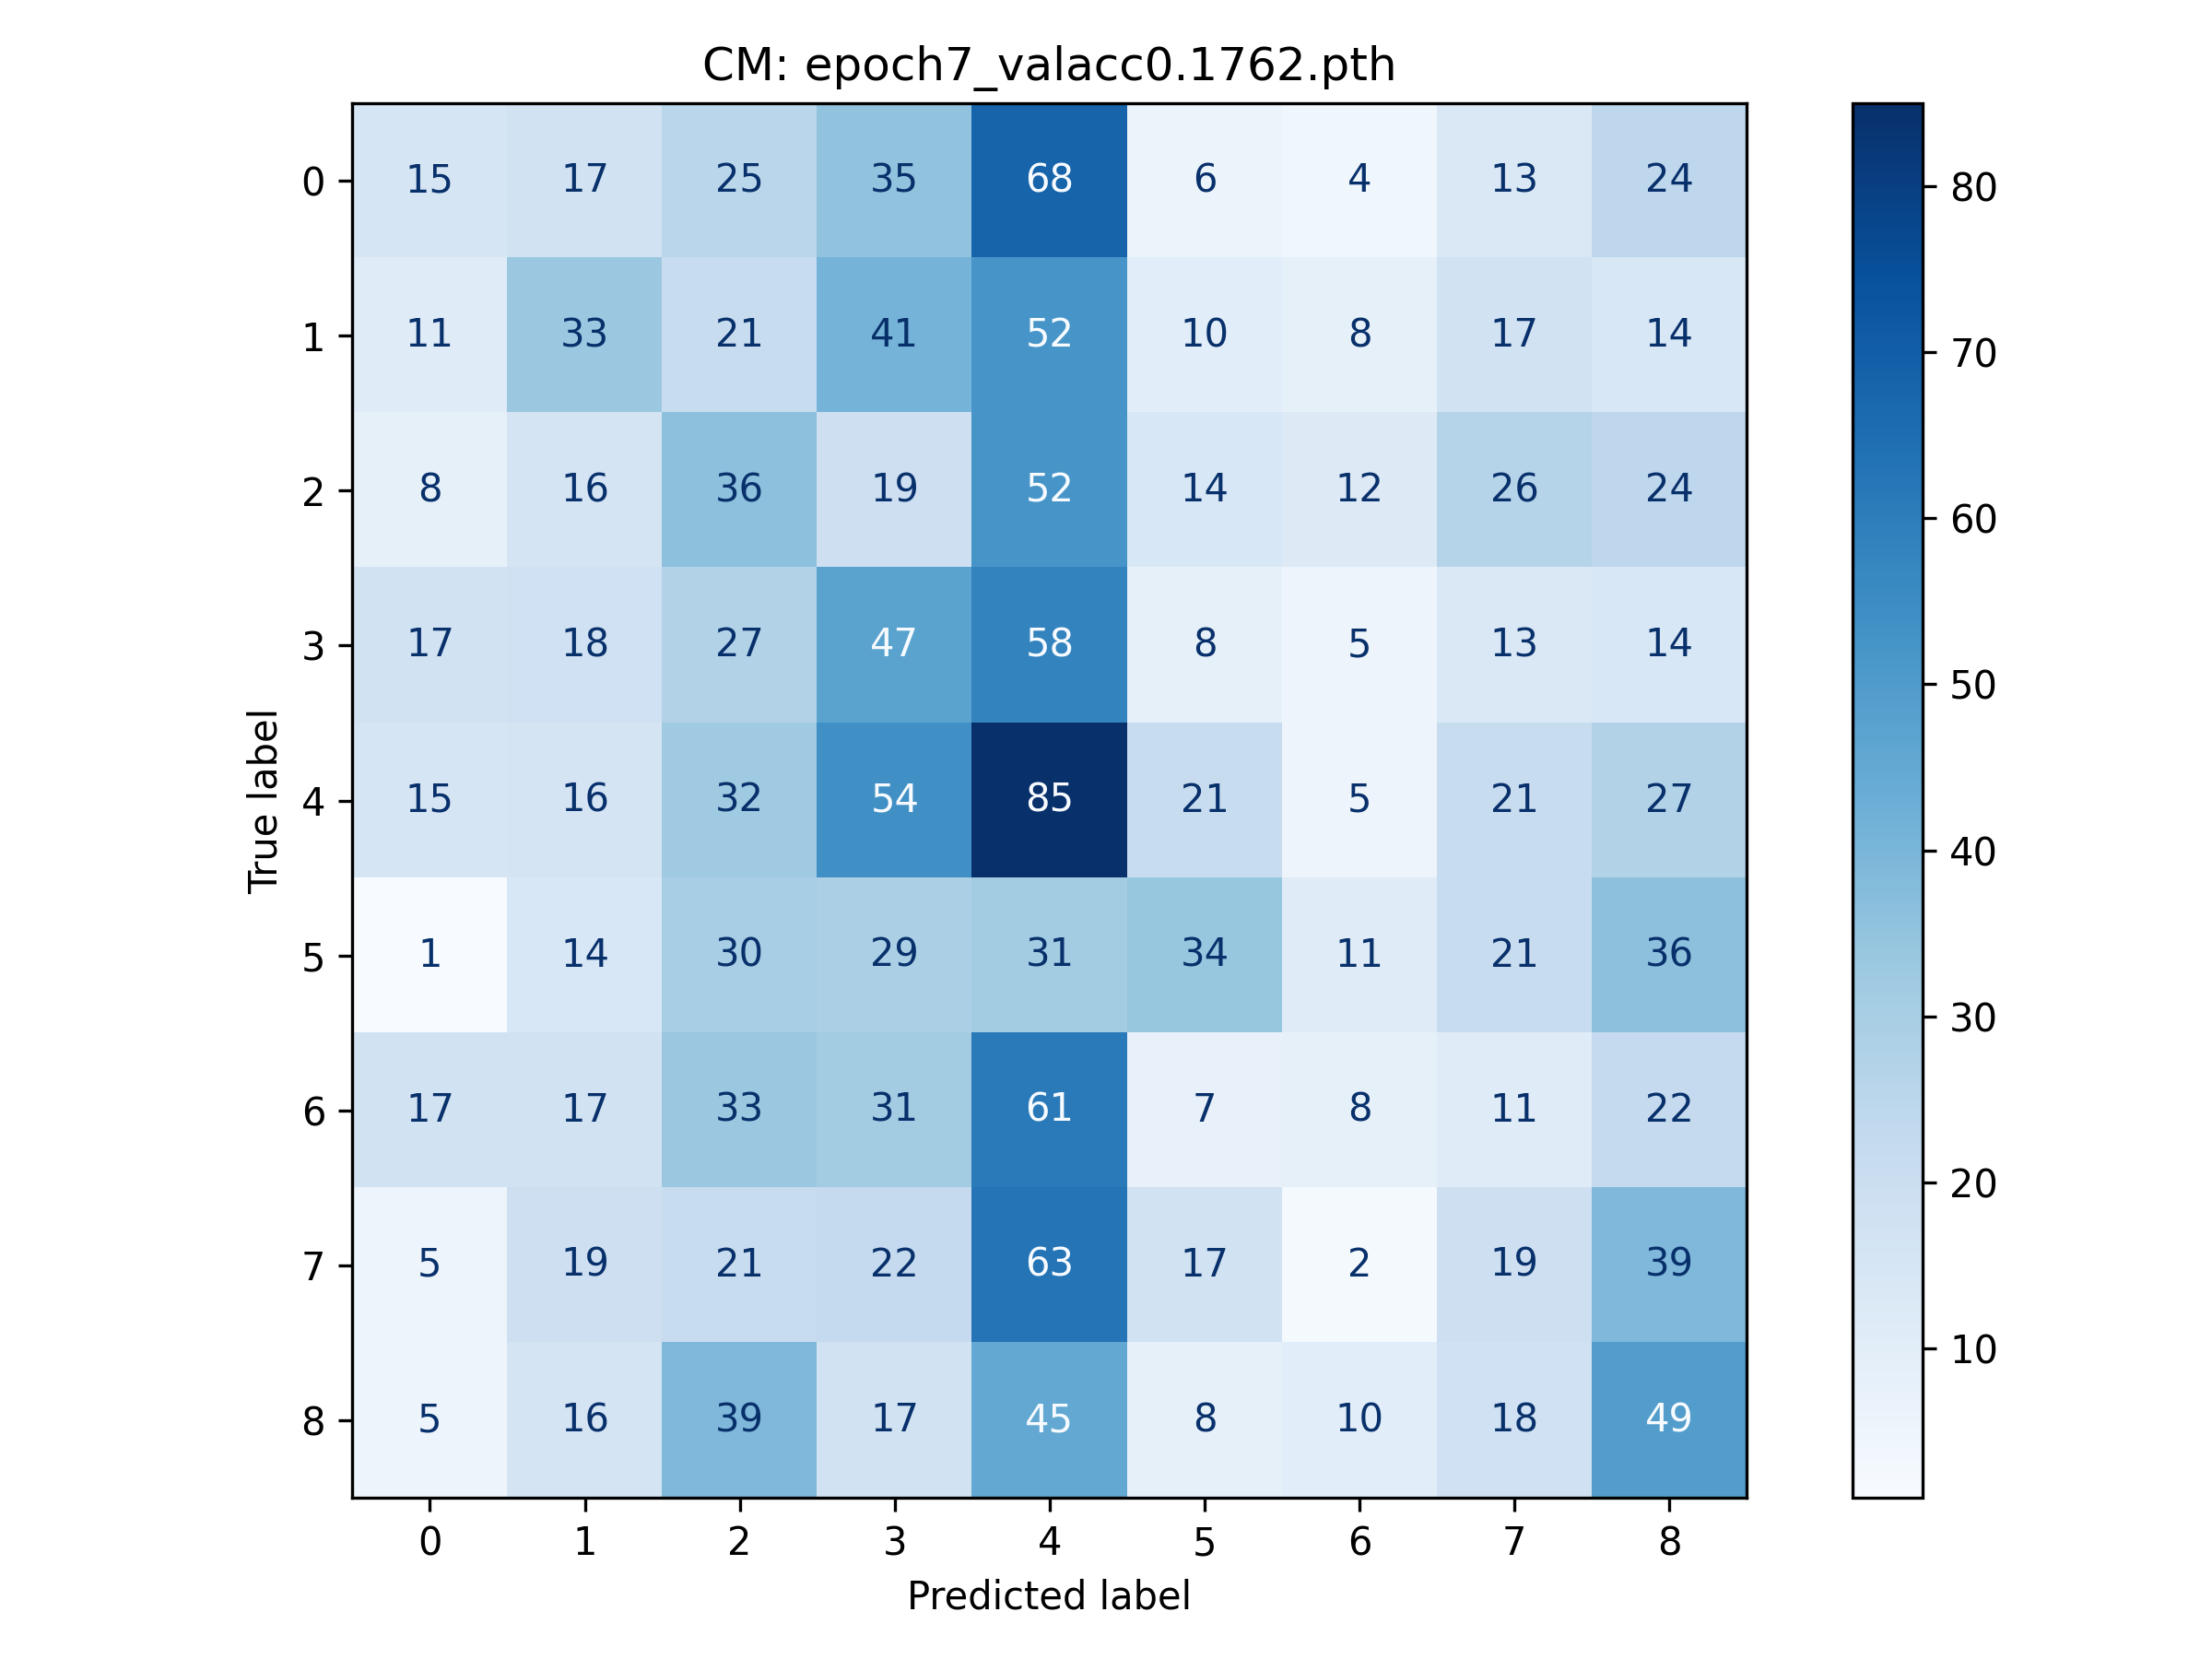 CM: epoch7_valacc0.1762.pth
0 15 17 25 35 68 6 4 13 24
1 11 33 21 41 52 10 8 17 14
2 8 16 36 19 52 14 12 26 24
3 17 18 27 47 58 8 5 13 14
4 15 16 32 54 85 21 5 21 27
5 1 14 30 29 31 34 11 21 36
6 17 17 33 31 61 7 8 11 22
7 5 19 21 22 63 17 2 19 39
8 5 16 39 17 45 8 10 18 49
0 1 2 3 4 5 6 7 8
Predicted label
True label
80
70
60
50
40
30
20
10